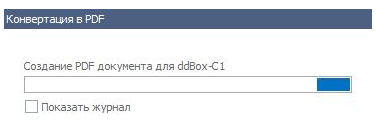 Конвертация в PDF
Создание PDF документа для ddBox-C1
Показать журнал